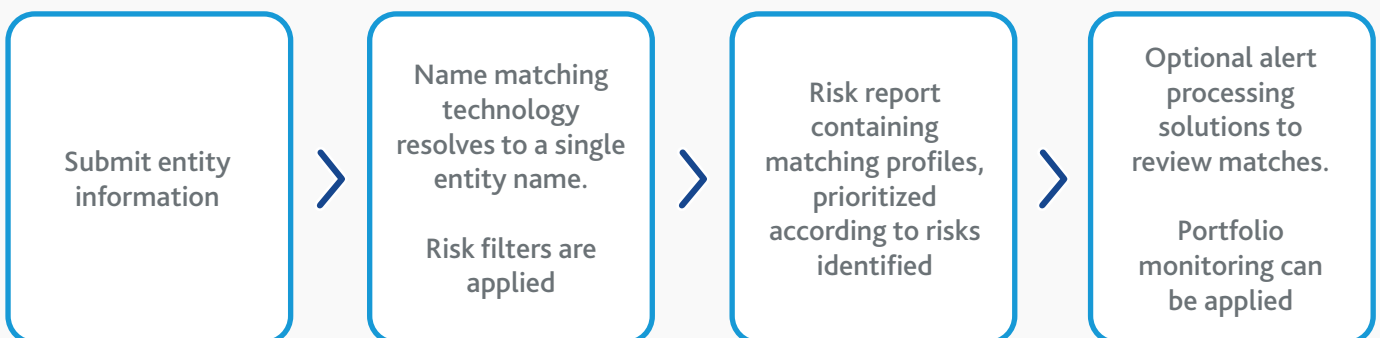 Submit entity
information
Name matching
technology
resolves to a single
entity name.
Risk filters are
applied
Risk report
containing
matching profiles,
prioritized
according to risks
identified
Optional alert
processing
solutions to
review matches.
Portfolio
monitoring can
be applied